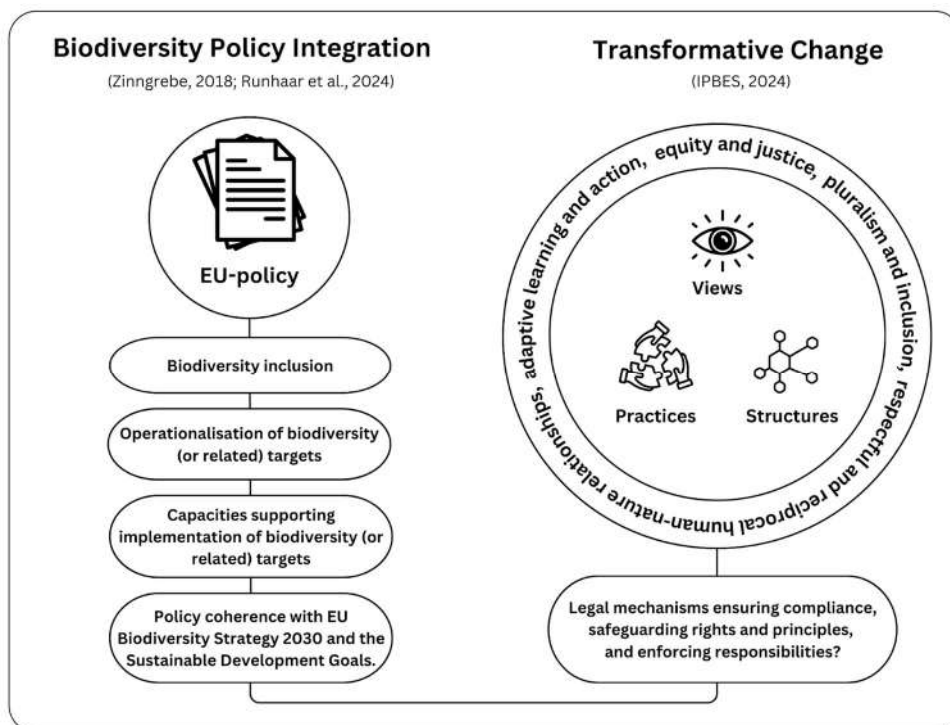 Biodiversity Policy Integration
(Zinngrebe, 2018; Runhaar et al., 2024)
EU-policy
Biodiversity inclusion
Operationalisation of biodiversity
(or related) targets
Capacities supporting
implementation of biodiversity (or
related) targets
Policy coherence with EU
Biodiversity Strategy 2030 and the
Sustainable Development Goals.
Transformative Change
(IPBES, 2024)
adaptive learning and action, equity and justice, pluralism and inclusion, respectful and reciprocal human-nature relationships,
Views
Practices
Structures
Legal mechanisms ensuring compliance,
safeguarding rights and principles,
and enforcing responsibilities?